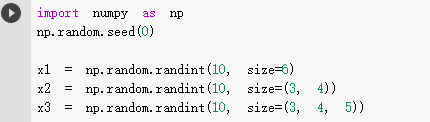 import numpy as np
np.random.seed(0)
x1 = np.random.randint(10, size=6)
x2 = np.random.randint(10, size=(3, 4))
x3 = np.random.randint(10, size=(3, 4, 5))